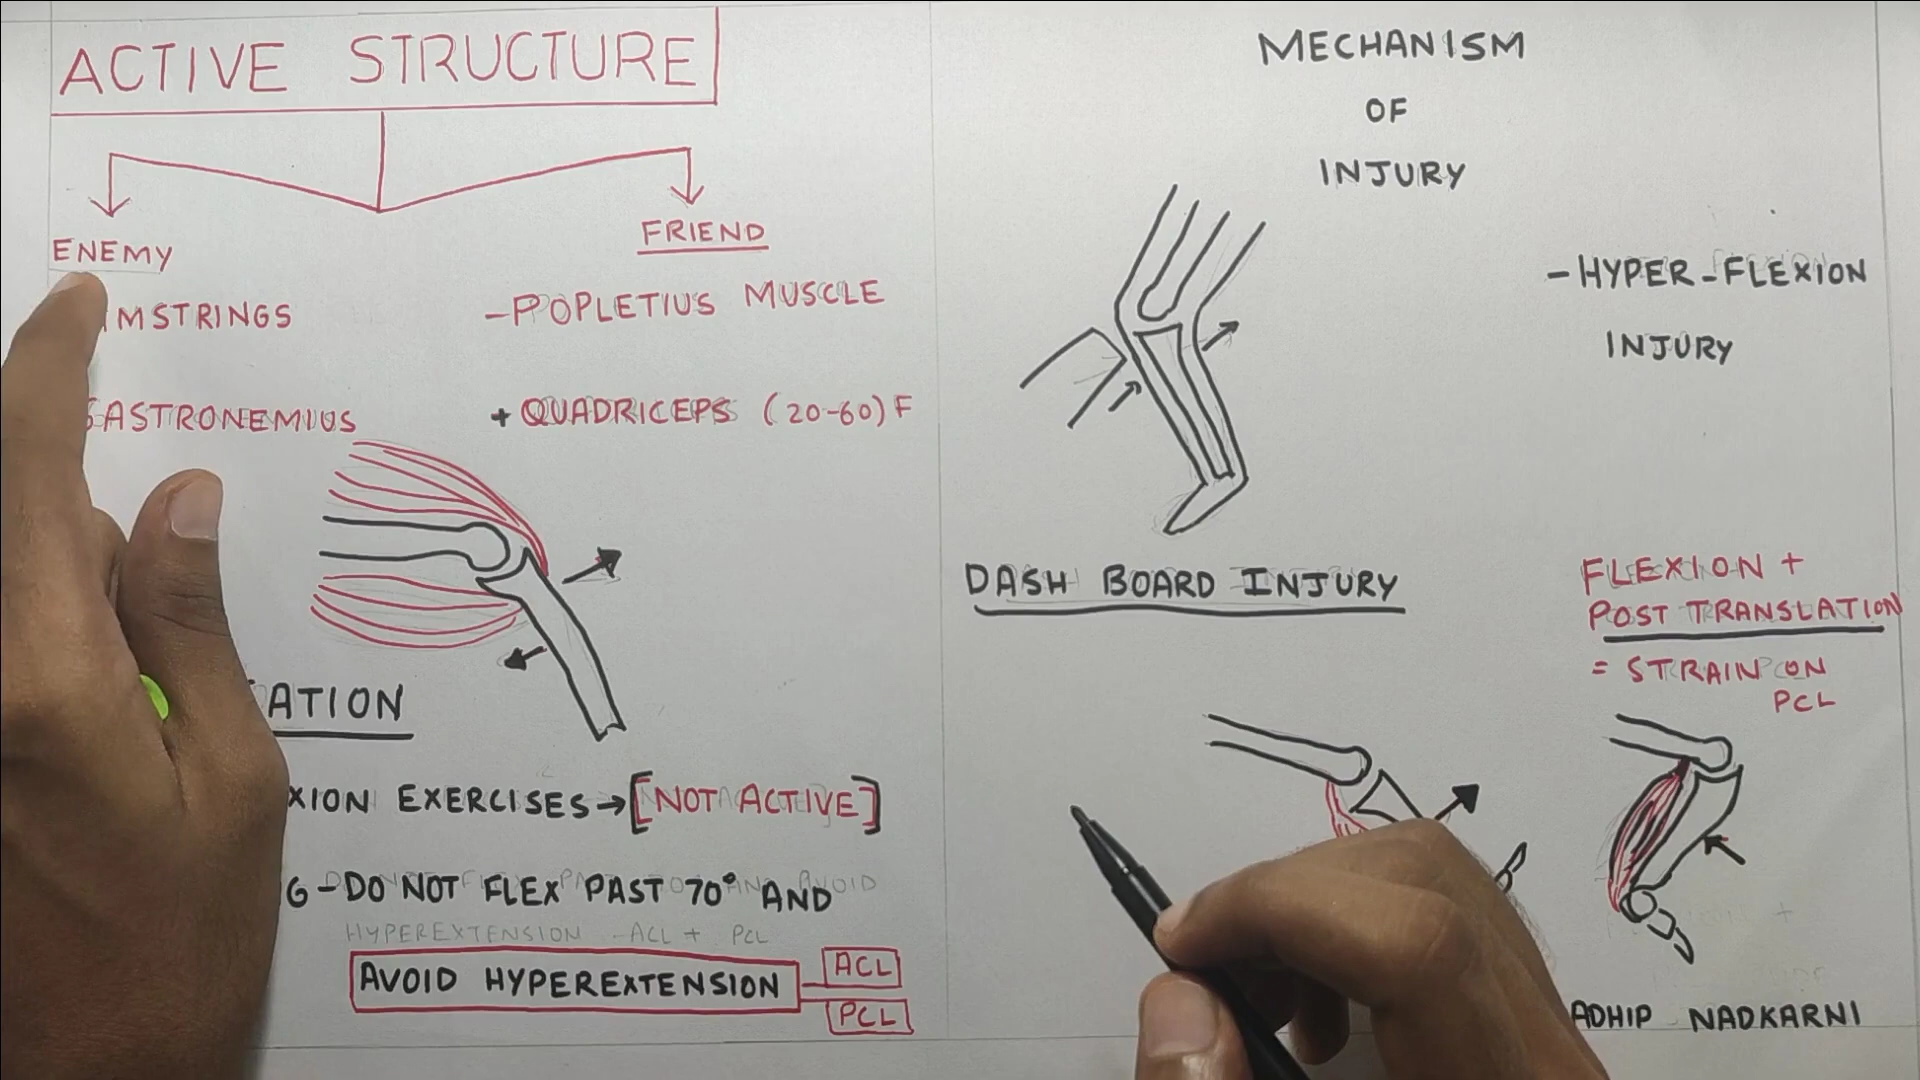 ACTIVE STRUCTURE
ENEMY
FRIEND
MSTRINGS
- POPLETIUS MUSCLE
GASTRONEMIUS
+ QUADRICEPS (20-60) F
ATION
XION EXERCISES → [NOT ACTIVE]
G - DO NOT FLEX PAST 70° AND
HYPEREXTENSION - ACL + PCL
AVOID HYPEREXTENSION
ACL
PCL
MECHANISM
OF
INJURY
- HYPER - FLEXION
INJURY
DASH BOARD INJURY
FLEXION +
POST TRANSLATION
= STRAIN ON
PCL
ADHIP NADKARNI